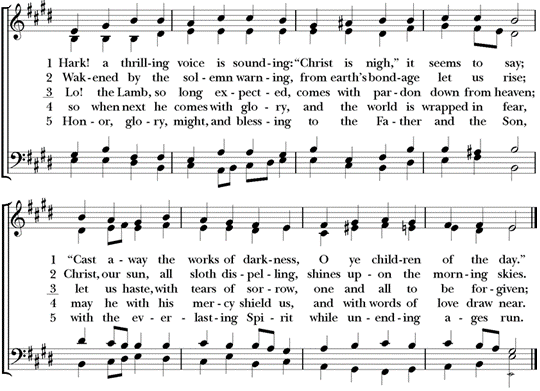 1 Hark! a thrill-ing voice is sound-ing: “Christ is nigh,” it seems to say;
2 Wak-ened by the sol-emn warn-ing, from earth’s bond-age let us rise;
3 Lo! the Lamb, so long ex-pect-ed, comes with par-don down from heaven;
4 so when next he comes with glo-ry, and the world is wrapped in fear,
5 Hon-or, glo-ry, might, and bless-ing to the Fa-ther and the Son,
1 “Cast a-way the works of dark-ness, O ye chil-dren of the day.”
2 Christ, our sun, all sloth dis-pel-ling, shines up-on the morn-ing skies.
3 let us haste, with tears of sor-row, one and all to be for-given;
4 may he with his mer-cy shield us, and with words of love draw near.
5 with the ev-er-last-ing Spi-rit while un-end-ing a-ges run.